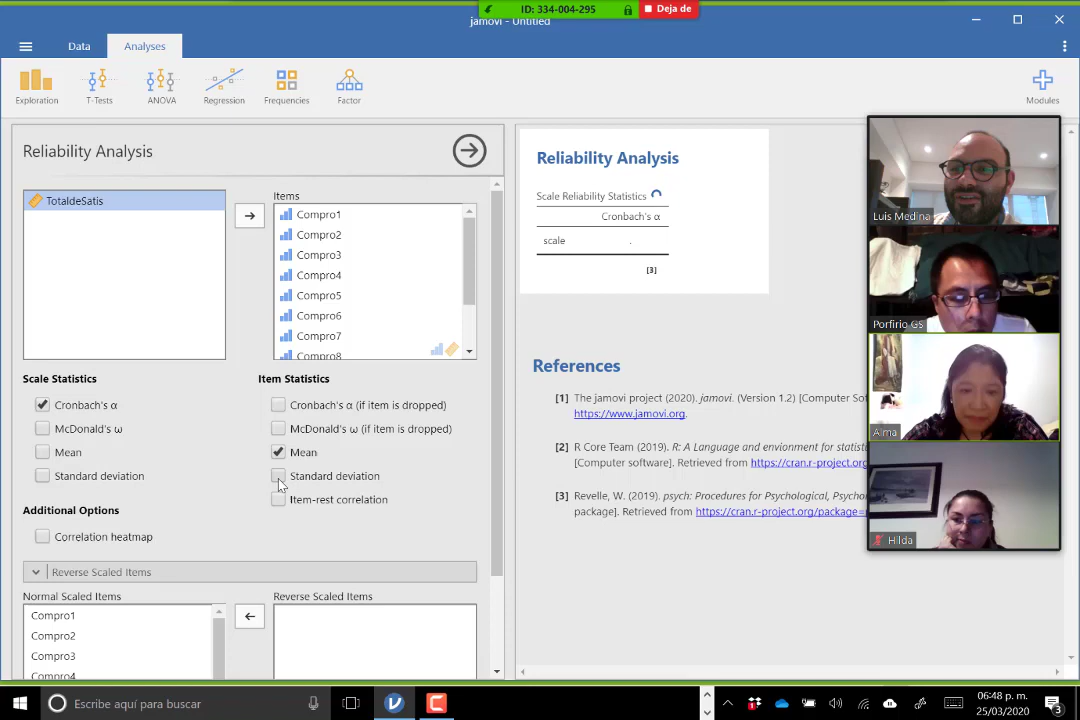 ID: 334-004-295
Deja de
jamovi - Untitled
Data
Analyses
Exploration
T-Tests
ANOVA
Regression
Frequencies
Factor
Modules
Reliability Analysis
TotaldeSatis
Items
Compro1
Compro2
Compro3
Compro4
Compro5
Compro6
Compro7
Compro8
Scale Statistics
Cronbach's α
McDonald's ω
Mean
Standard deviation
Additional Options
Correlation heatmap
Item Statistics
Cronbach's α (if item is dropped)
McDonald's ω (if item is dropped)
Mean
Standard deviation
Item-rest correlation
Reverse Scaled Items
Normal Scaled Items
Compro1
Compro2
Compro3
Compro4
Reverse Scaled Items
Reliability Analysis
Scale Reliability Statistics
Cronbach's α
scale .
[3]
References
[1] The jamovi project (2020). jamovi. (Version 1.2) [Computer Sof
https://www.jamovi.org.
[2] R Core Team (2019). R: A Language and envionment for statisti
[Computer software]. Retrieved from https://cran.r-project.org
[3] Revelle, W. (2019). psych: Procedures for Psychological, Psychom
package]. Retrieved from https://cran.r-project.org/package=
Luis Medina
Porfirio GS
Alma
Hilda
Escribe aquí para buscar
06:48 p. m.
25/03/2020
3